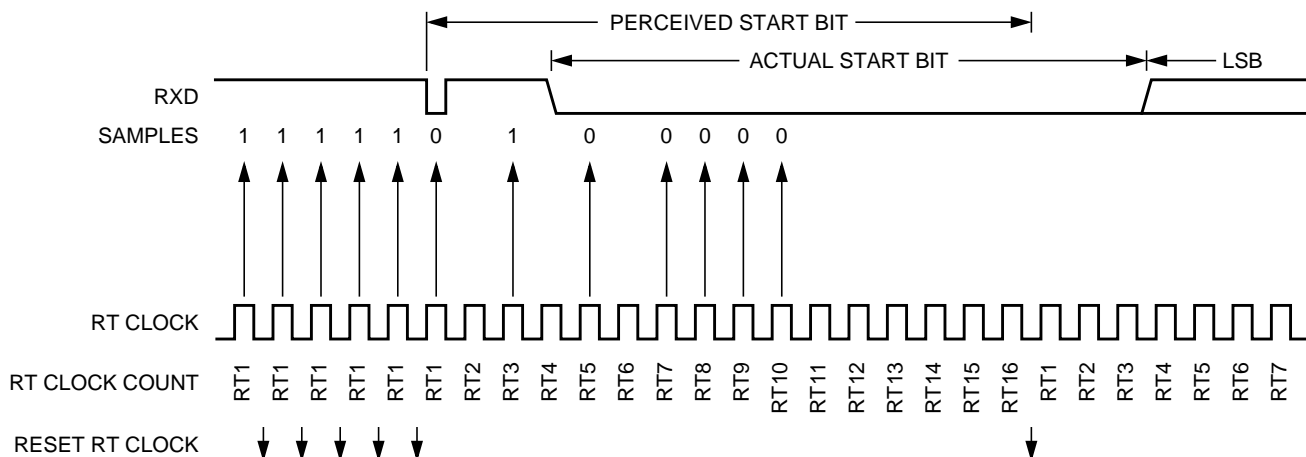 PERCEIVED START BIT
ACTUAL START BIT LSB
RXD
SAMPLES 1 1 1 1 1 0 1 0 0 0 0 0
RT CLOCK
RT CLOCK COUNT RT1 RT1 RT1 RT1 RT1 RT1 RT2 RT3 RT4 RT5 RT6 RT7 RT8 RT9 RT10 RT11 RT12 RT13 RT14 RT15 RT16 RT1 RT2 RT3 RT4 RT5 RT6 RT7
RESET RT CLOCK